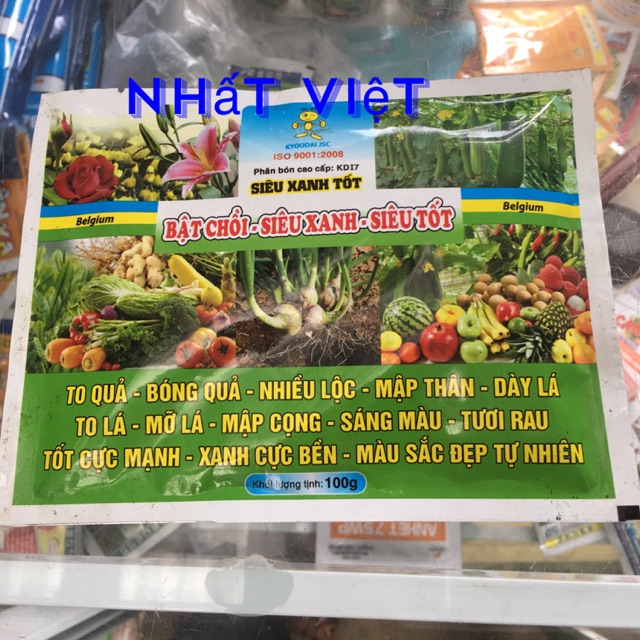 NHấT VIệT
KYOODAI JSC
ISO 9001:2008
Phân bón cao cấp: KDI7
SIÊU XANH TỐT
Belgium
Belgium
BẬT CHỒI - SIÊU XANH - SIÊU TỐT
TO QUẢ - BÓNG QUẢ - NHIỀU LỘC - MẬP THÂN - DÀY LÁ
TO LÁ - MỠ LÁ - MẬP CỌNG - SÁNG MÀU - TƯƠI RAU
TỐT CỰC MẠNH - XANH CỰC BỀN - MÀU SẮC ĐẸP TỰ NHIÊN
Khối lượng tịnh: 100g
ANHET 75WP